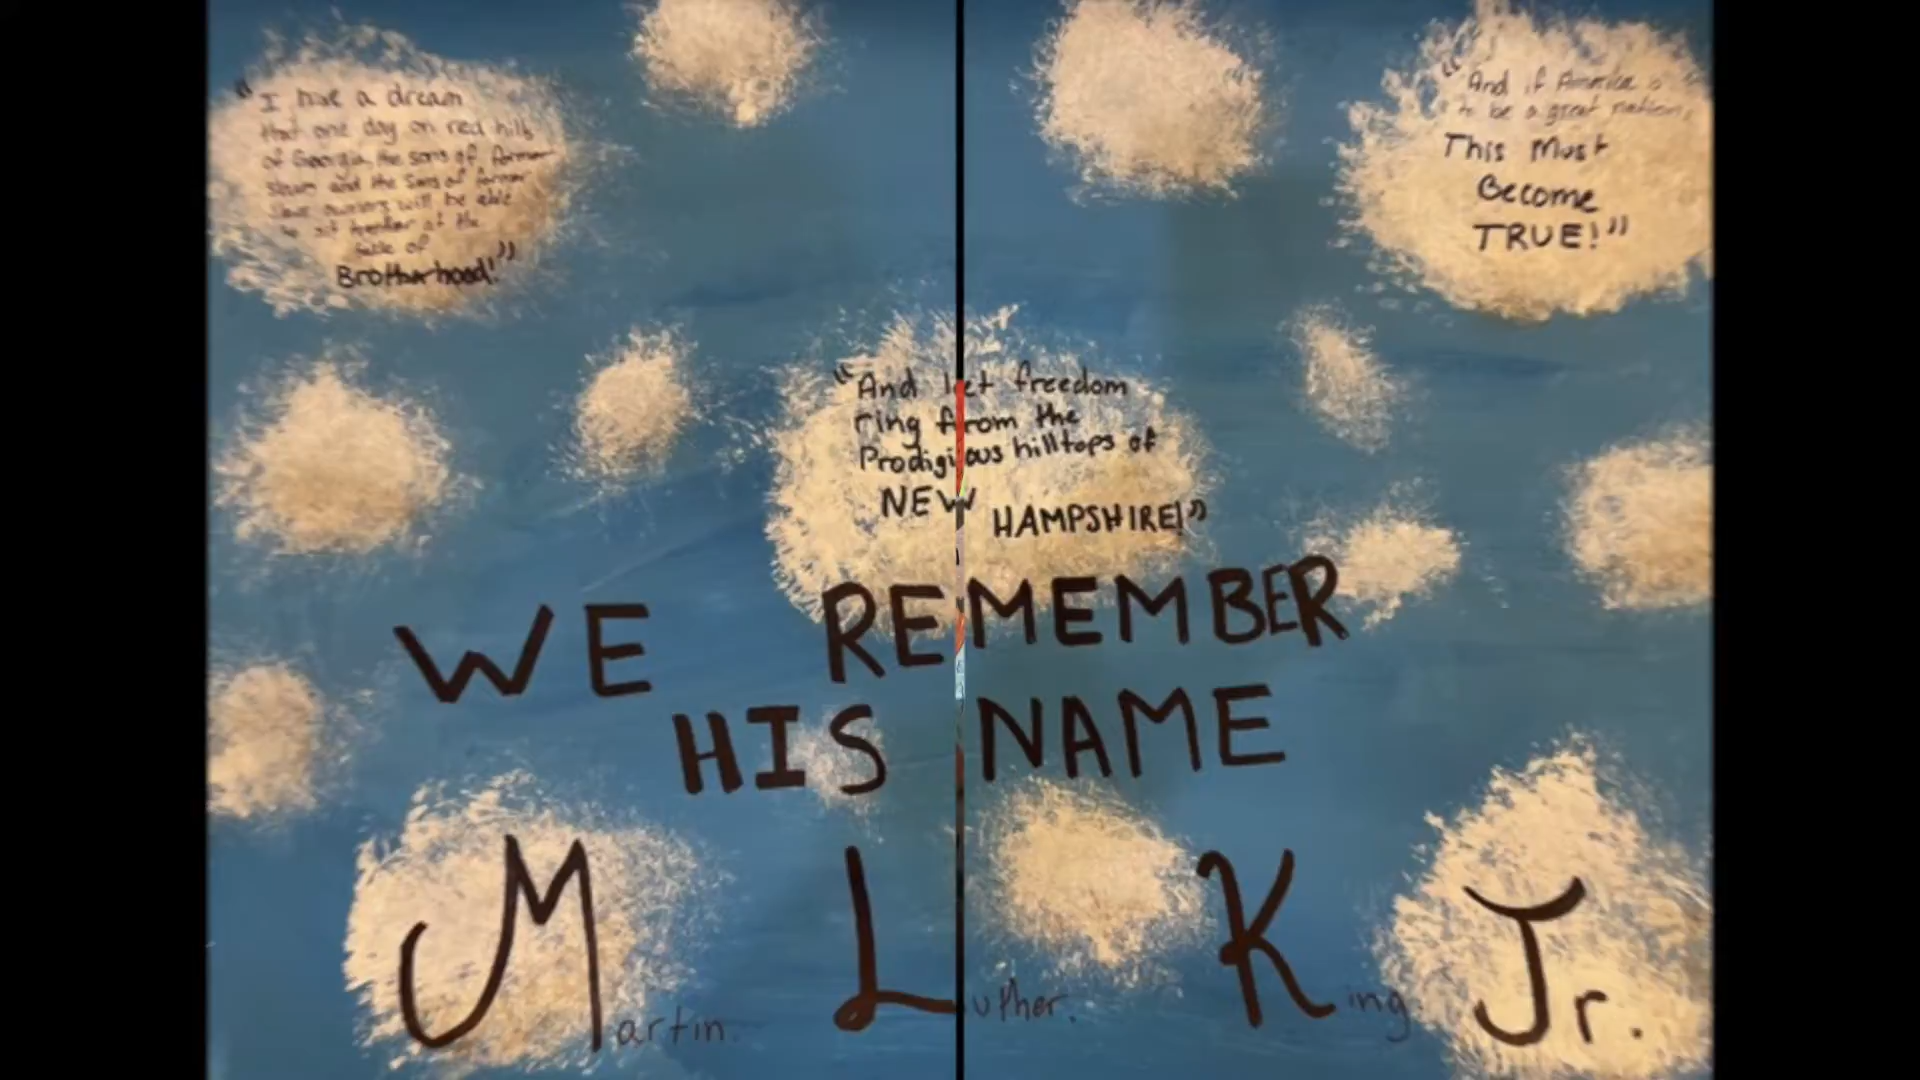 "I have a dream
that one day on red hills
of Georgia the sons of former
slaves and the sons of former
slave owners will be able
to sit together at the
table of
Brotherhood!"
"And if America is
to be a great nation,
This Must
Become
TRUE!"
"And let freedom
ring from the
Prodigious hilltops of
NEW HAMPSHIRE!"
WE REMEMBER
HIS NAME
Martin. Luther. King Jr.